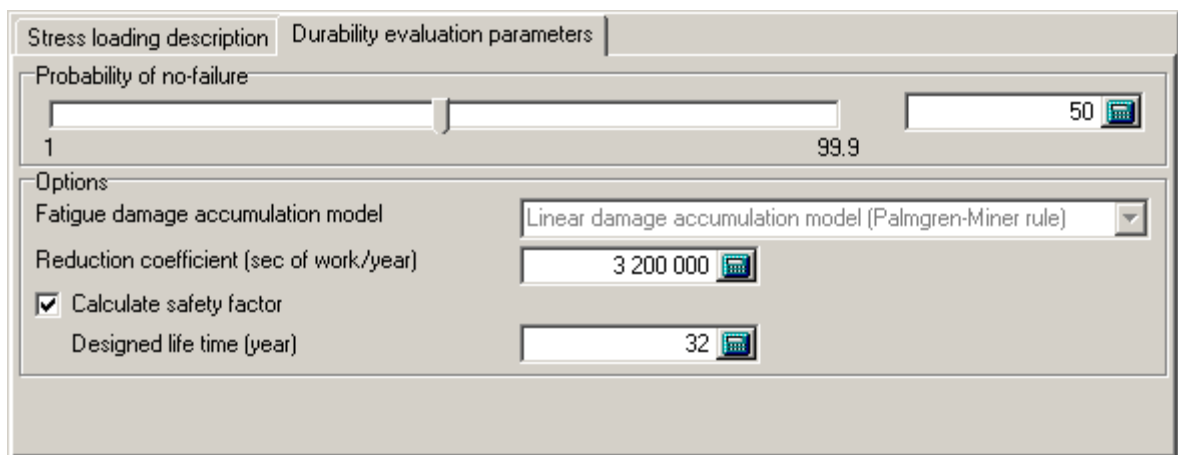 Stress loading description Durability evaluation parameters
Probability of no-failure
50
1 99.9
Options
Fatigue damage accumulation model Linear damage accumulation model (Palmgren-Miner rule)
Reduction coefficient (sec of work/year) 3 200 000
Calculate safety factor
Designed life time (year) 32